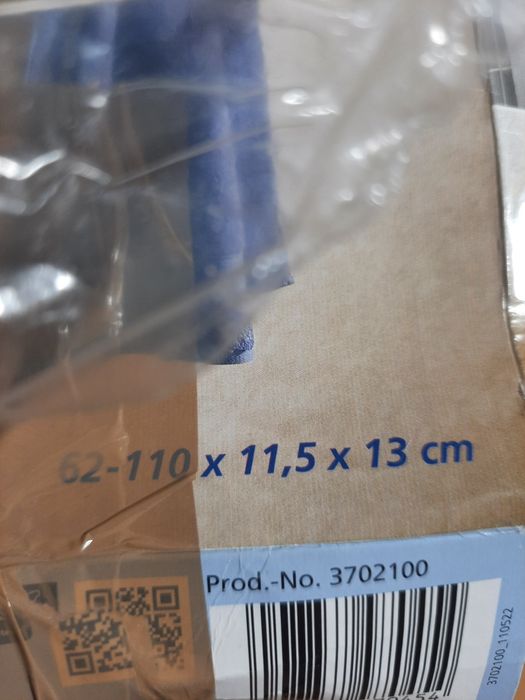 62-110 x 11,5 x 13 cm
Prod.-No. 3702100
3702100_110522